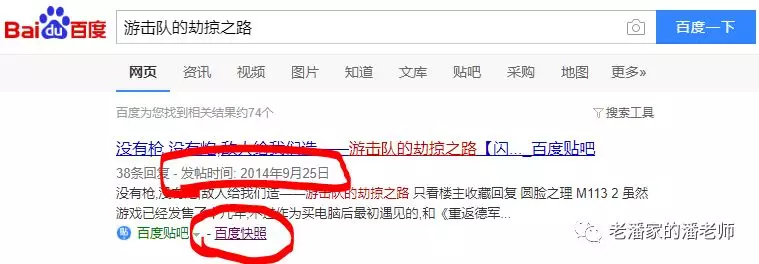 Bai du 百度 游击队的劫掠之路 百度一下
网页 资讯 视频 图片 知道 文库 贴吧 采购 地图 更多»
百度为您找到相关结果约74个 搜索工具
没有枪,没有炮,敌人给我们造——游击队的劫掠之路【闪..._百度贴吧
38条回复 - 发帖时间: 2014年9月25日
没有枪,没有 敌人给我们造——游击队的劫掠之路 只看楼主收藏回复 圆脸之理 M113 2 虽然
游戏已经发售了十九年,不过作为买电脑后最初遇见的,和《重返德军...
贴 百度贴吧 - 百度快照
老潘家的潘老师